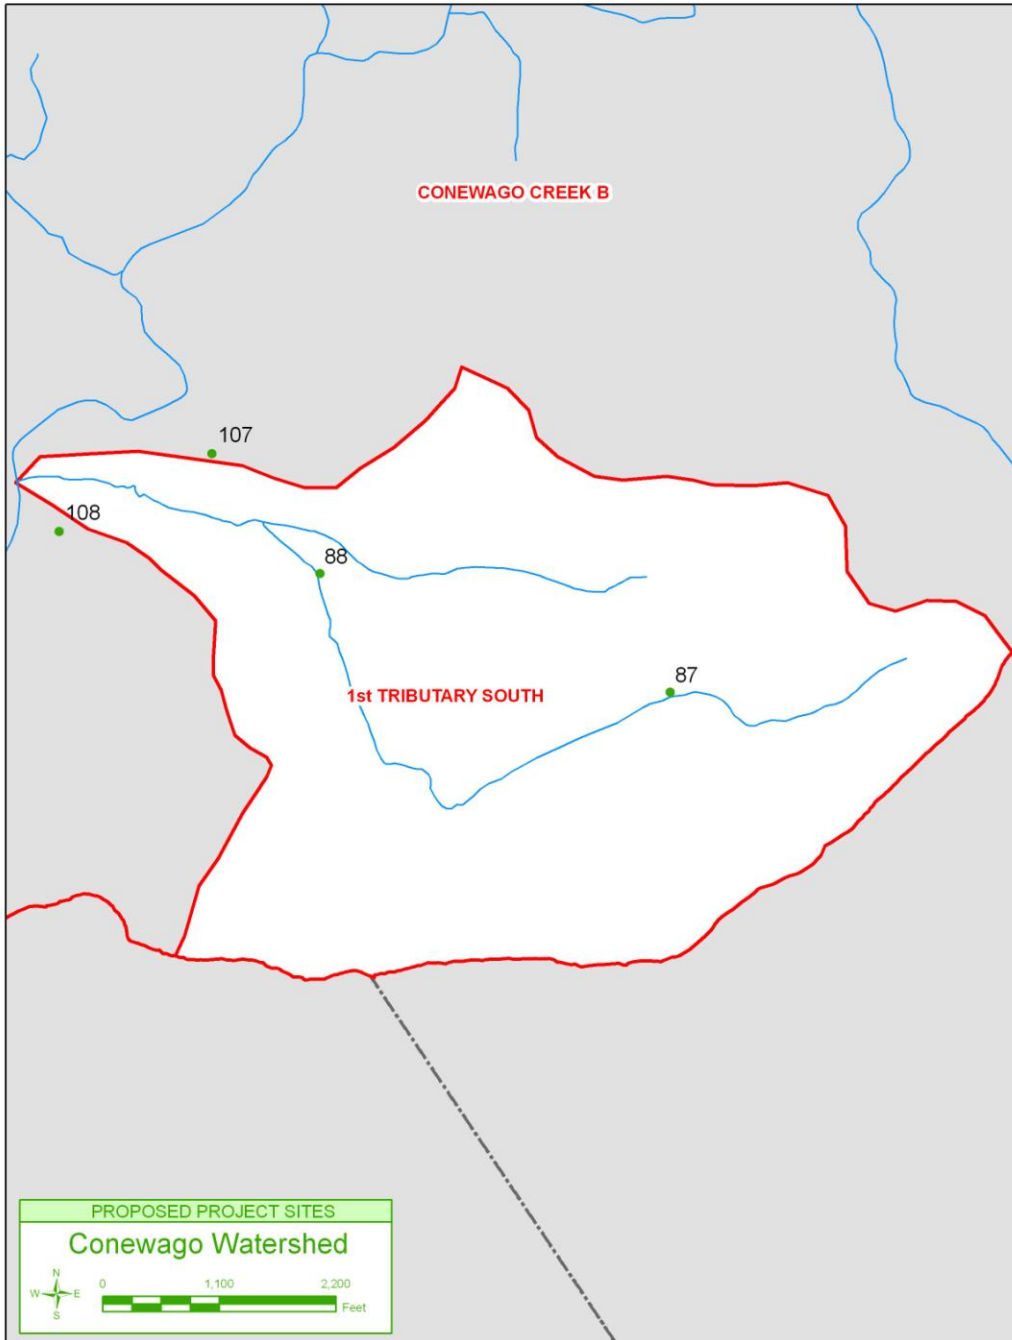 CONEWAGO CREEK B
107
108
88
87
1st TRIBUTARY SOUTH
PROPOSED PROJECT SITES
Conewago Watershed
N
W E
S
0 1,100 2,200
Feet